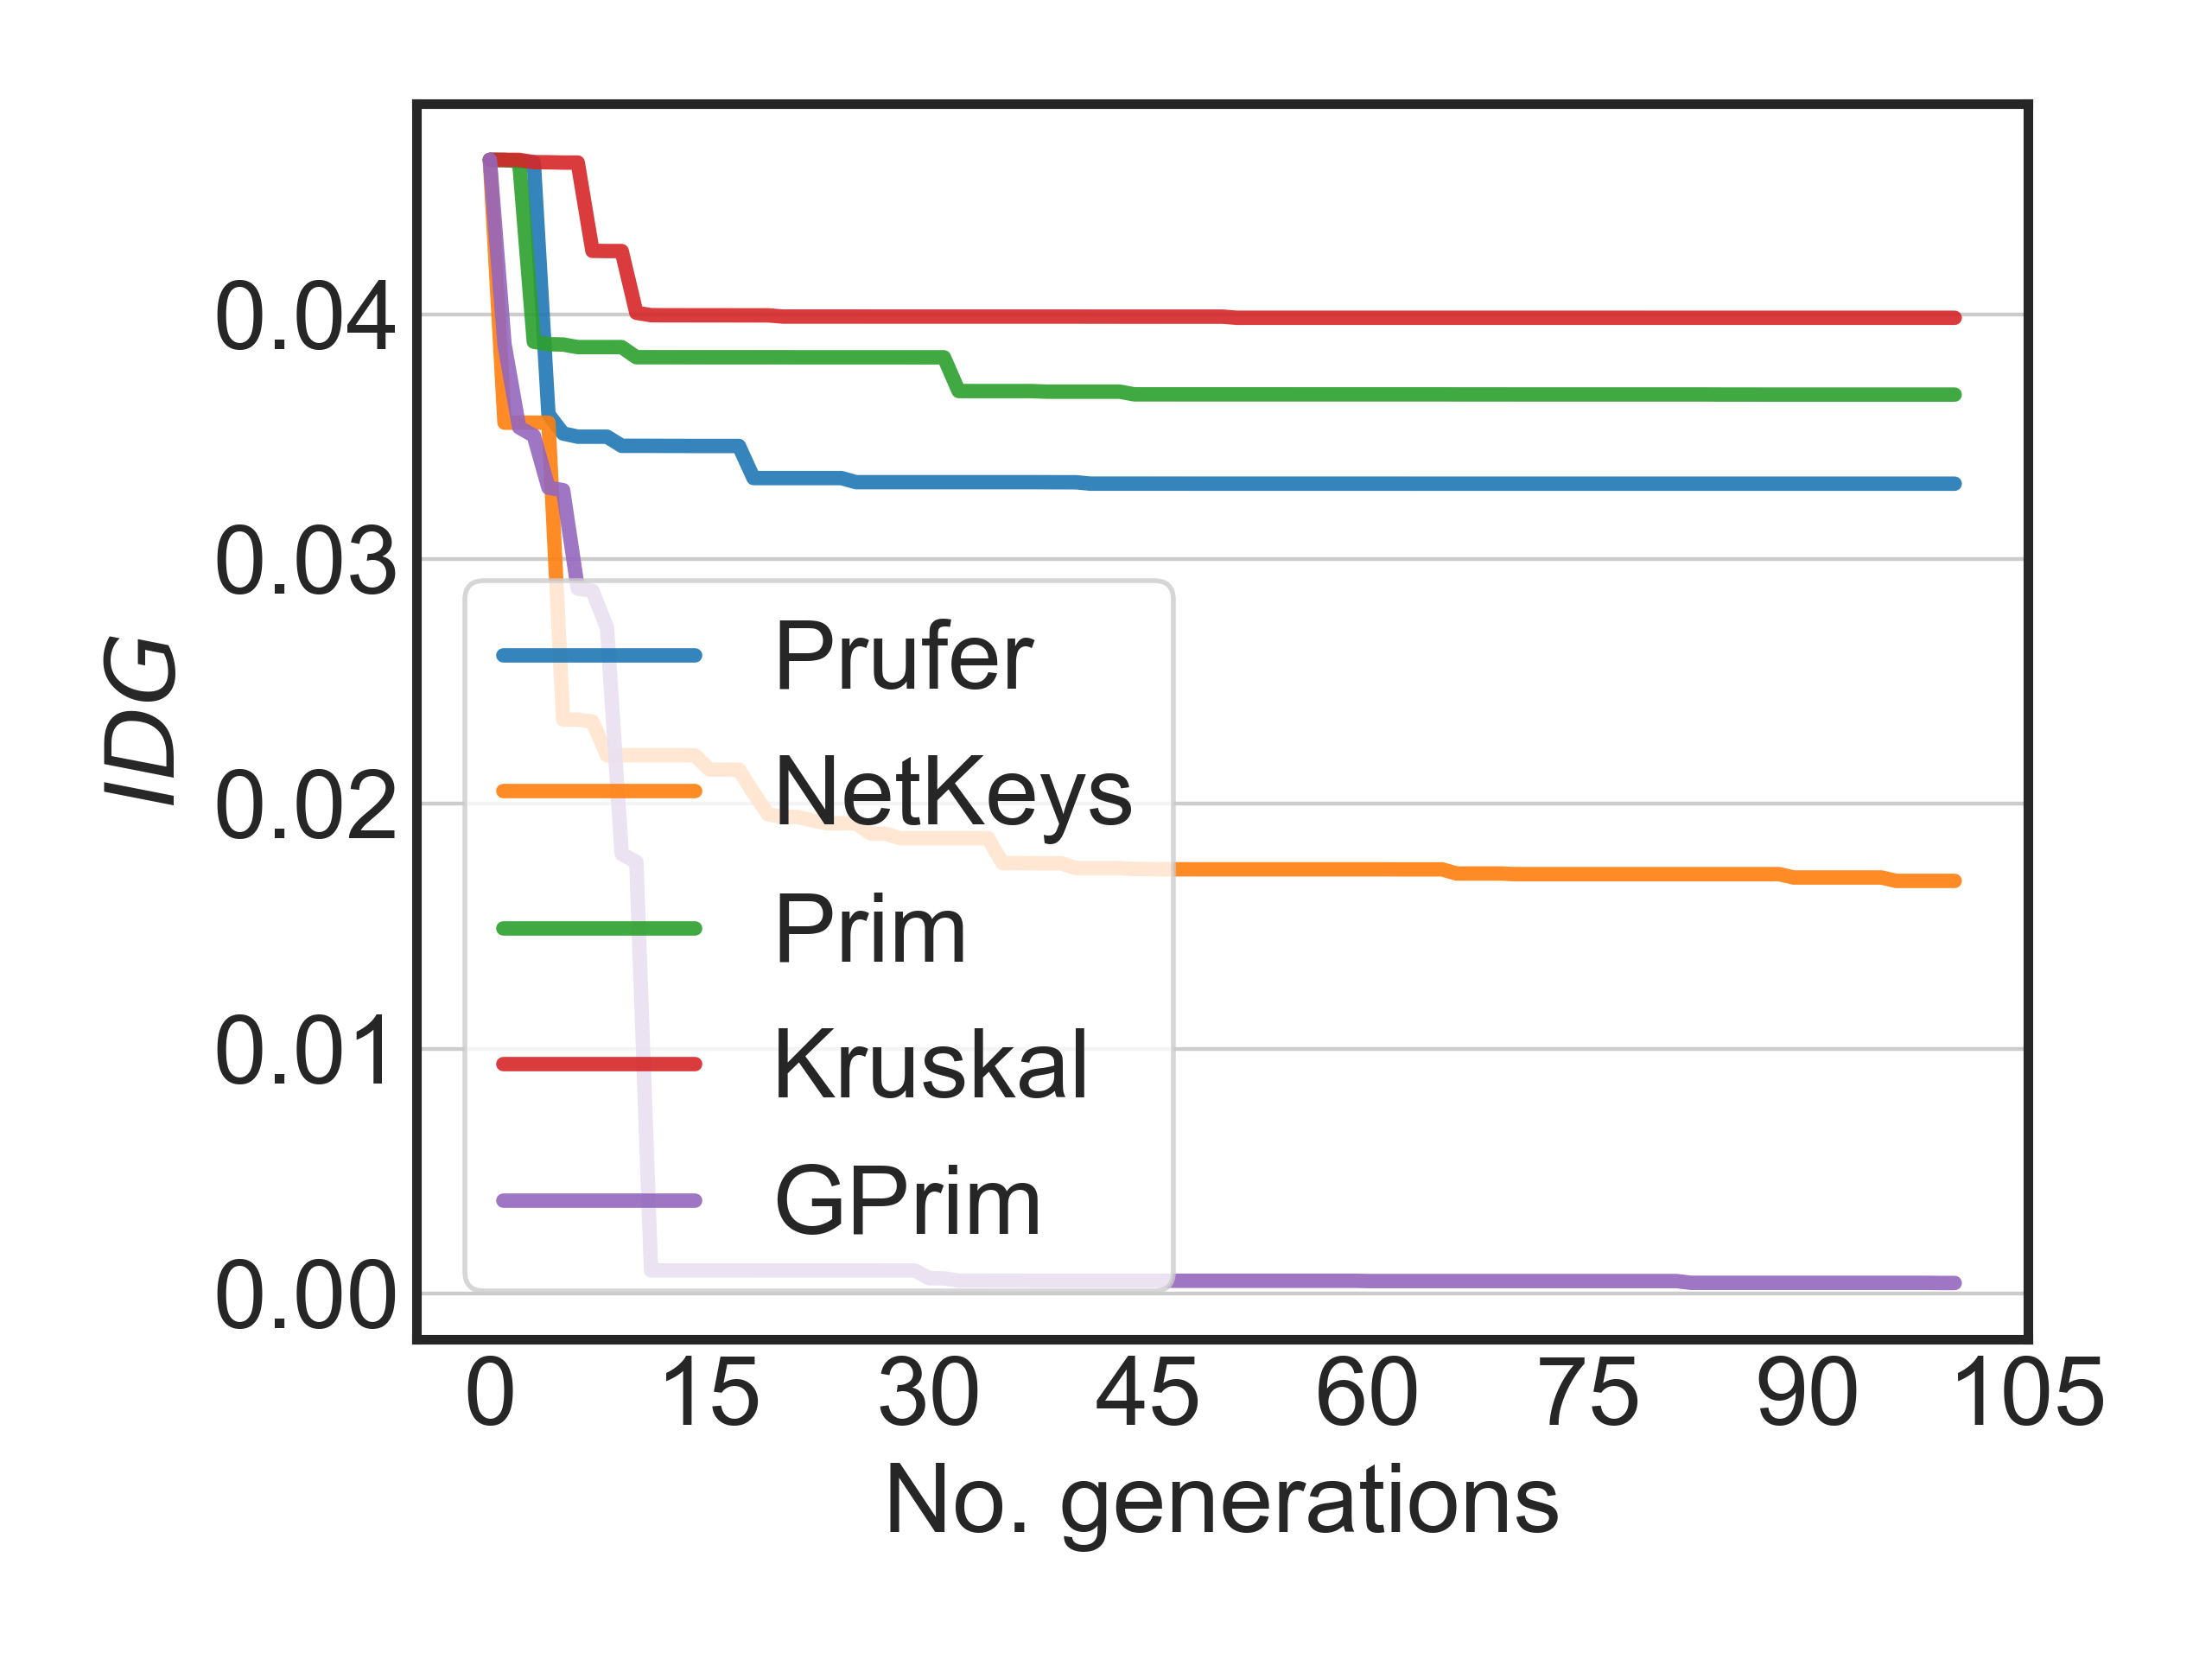 0.04
0.03
0.02
0.01
0.00
IDG
Prufer
NetKeys
Prim
Kruskal
GPrim
0 15 30 45 60 75 90 105
No. generations